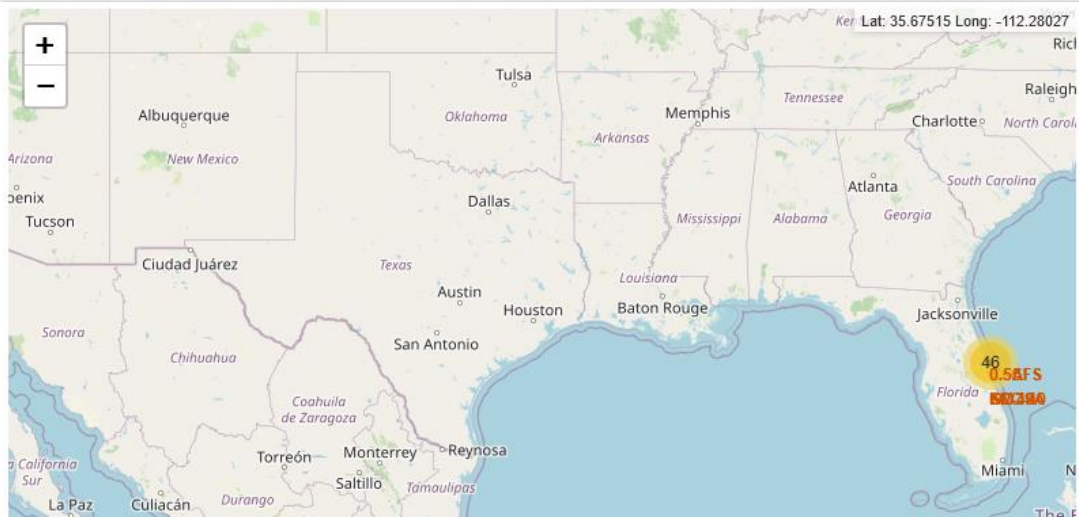 +
−
Lat: 35.67515 Long: -112.28027
Ken
Rich
Tulsa
Raleigh
Albuquerque
Memphis
Tennessee
Charlotte
North Carol
Oklahoma
Arkansas
Arizona
New Mexico
oenix
Tucson
Dallas
Atlanta
South Carolina
Mississippi
Alabama
Georgia
Ciudad Juárez
Texas
Louisiana
Austin
Houston
Baton Rouge
Jacksonville
Sonora
San Antonio
Chihuahua
46
Florida
Coahuila
de Zaragoza
Torreón
Monterrey
Reynosa
a California
Sur
Saltillo
Tamaulipas
Miami
N
La Paz
Culiacán
Durango
The B